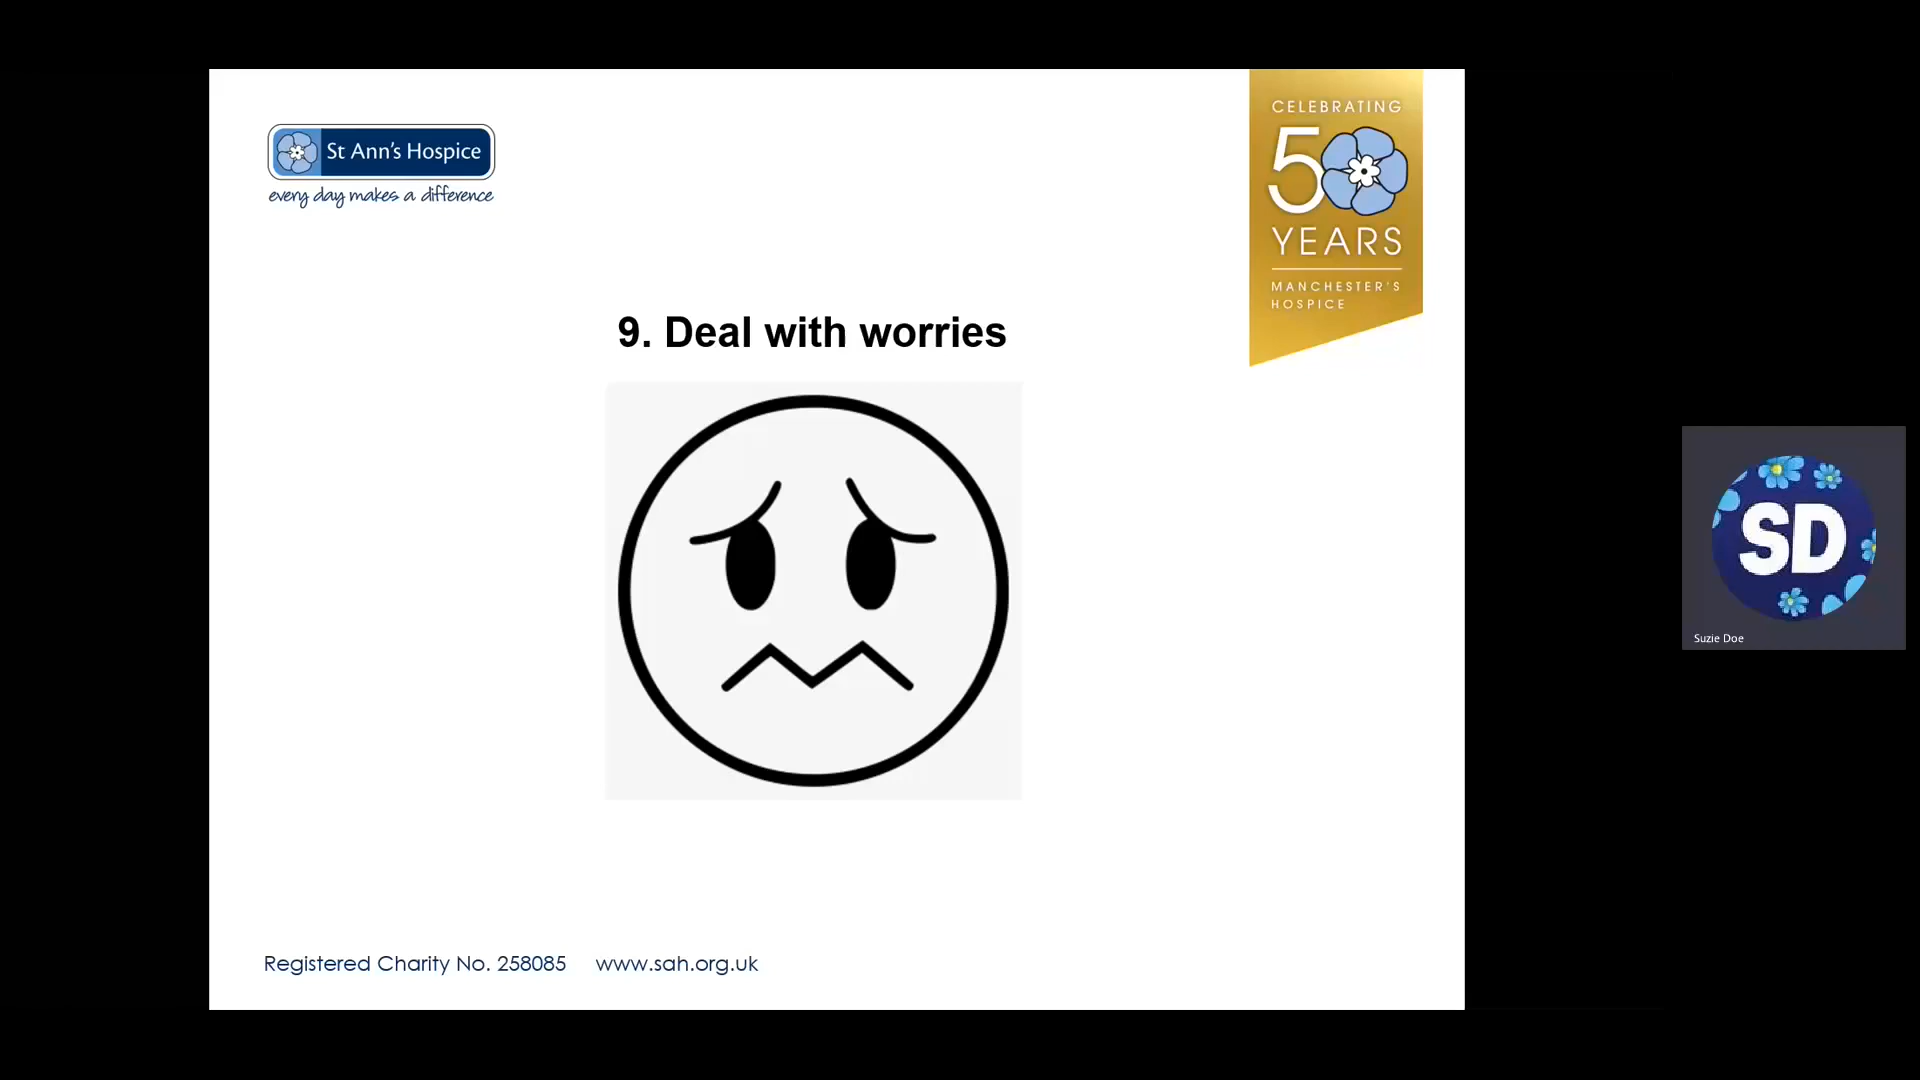 St Ann's Hospice
every day makes a difference
CELEBRATING
50
YEARS
MANCHESTER'S
HOSPICE
9. Deal with worries
SD
Suzie Doe
Registered Charity No. 258085 www.sah.org.uk